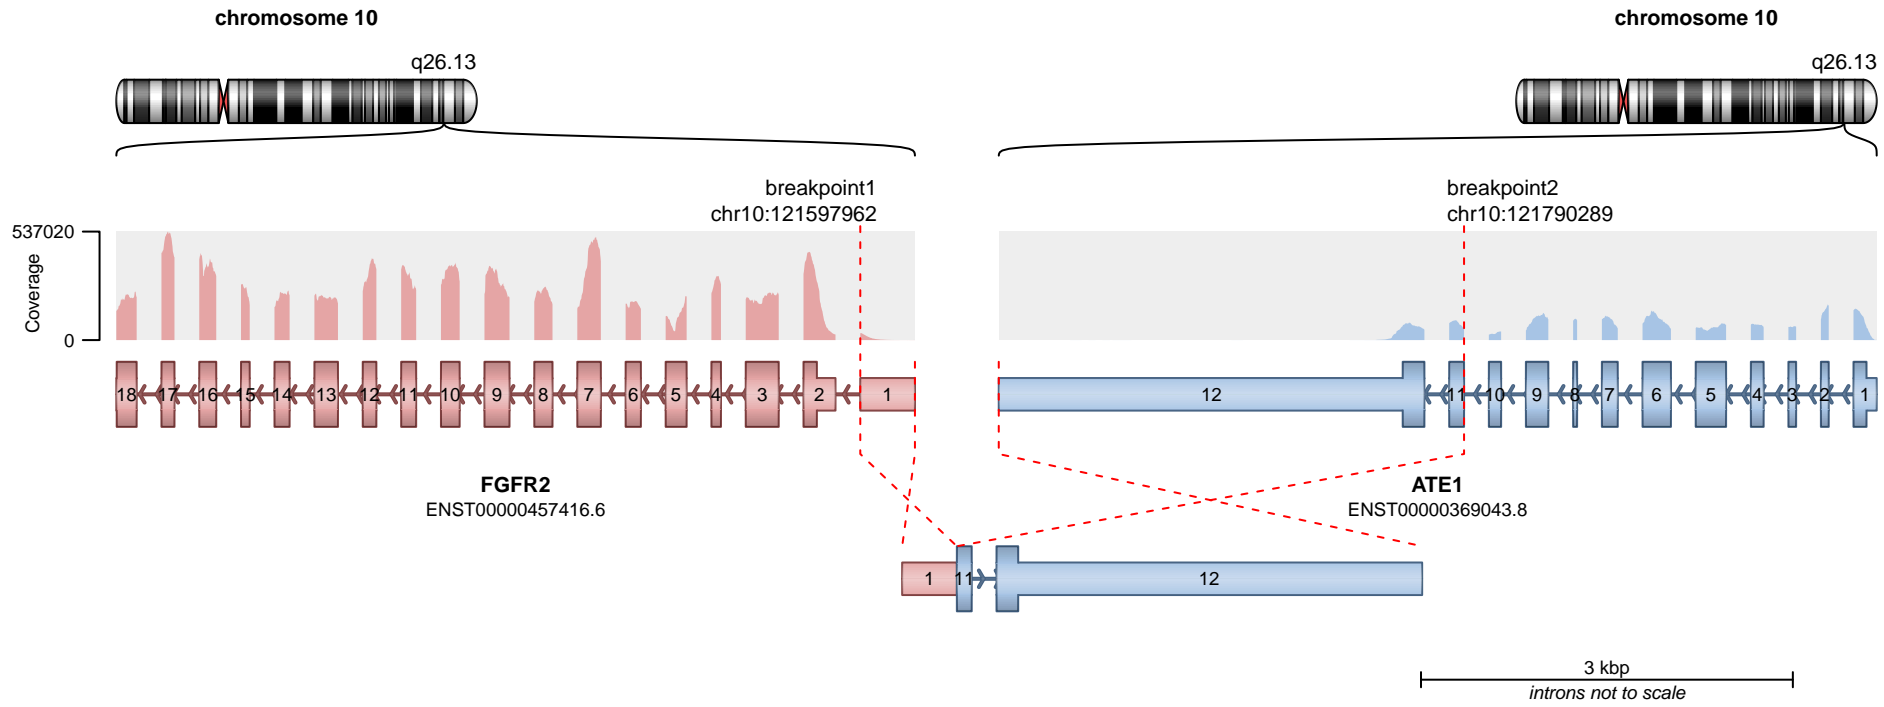 chromosome 10
chromosome 10
q26.13
q26.13
breakpoint1
chr10:121597962
breakpoint2
chr10:121790289
537020
Coverage
0
18 17 16 15 14 13 12 11 10 9 8 7 6 5 4 3 2 1
12 11 10 9 8 7 6 5 4 3 2 1
FGFR2
ENST00000457416.6
ATE1
ENST00000369043.8
1 11 12
3 kbp
introns not to scale